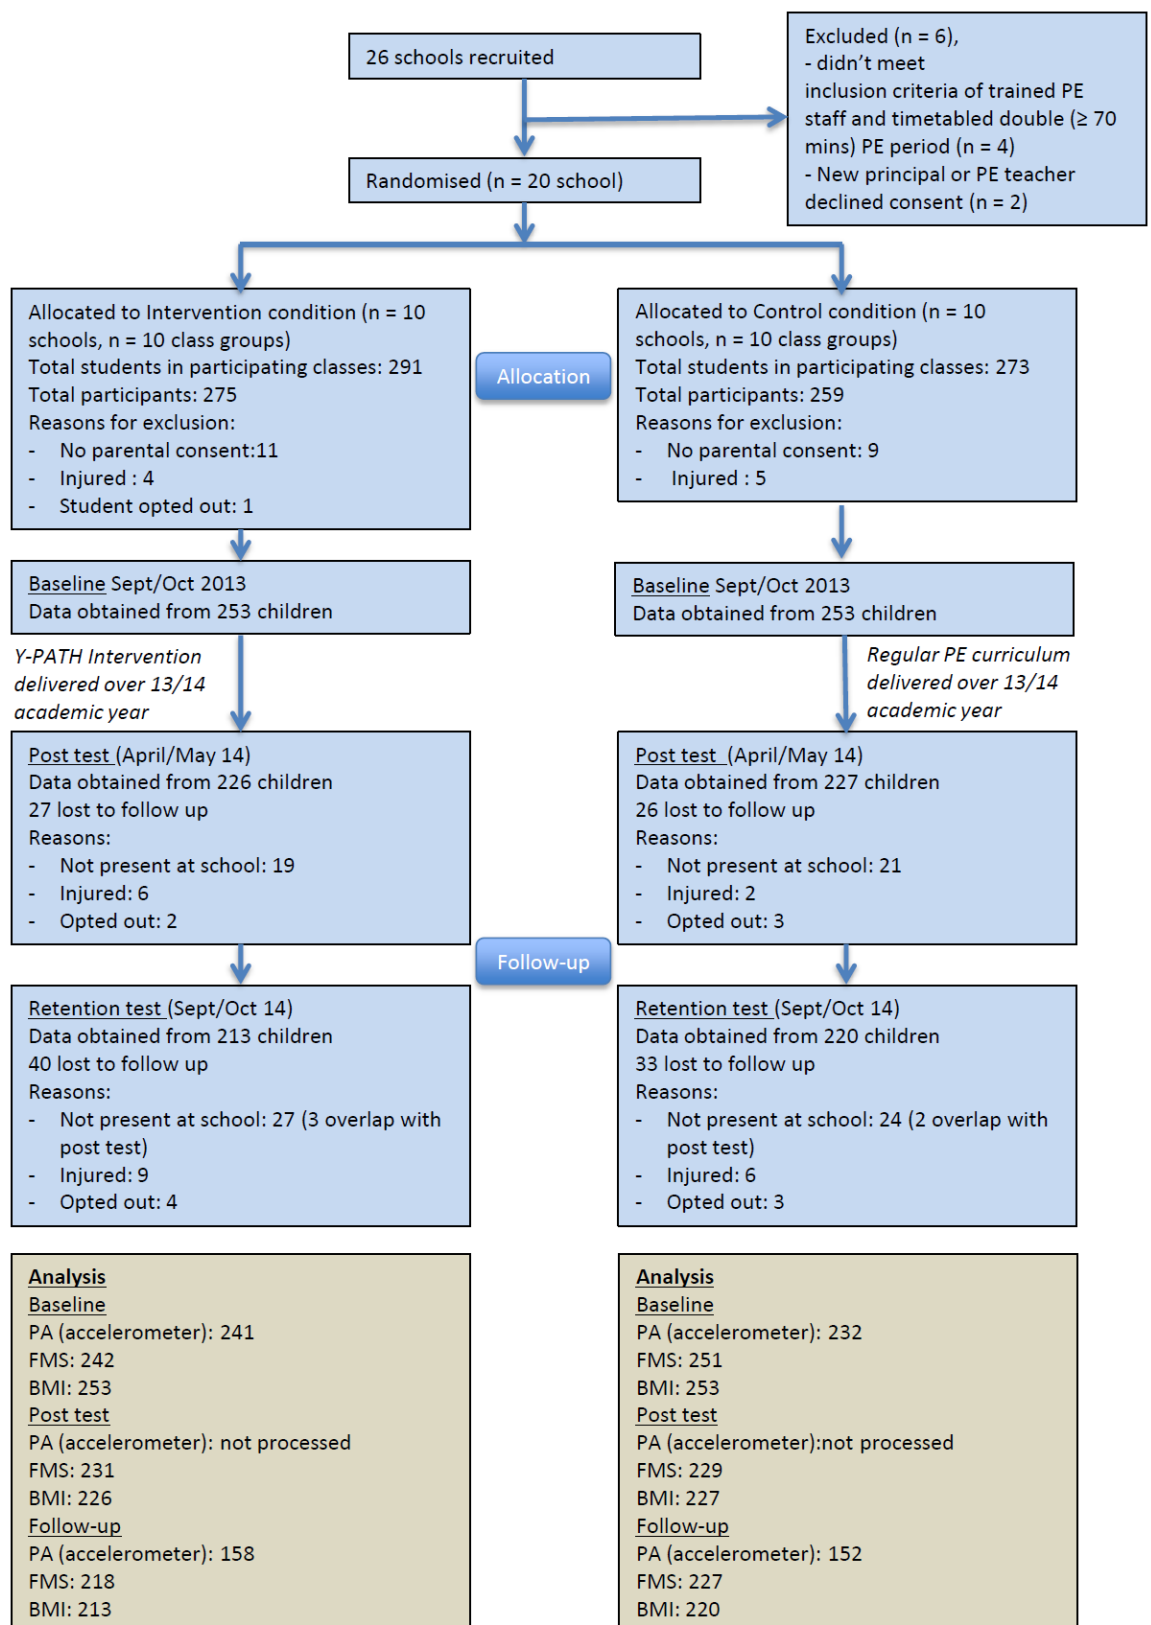 26 schools recruited
Excluded (n = 6),
- didn't meet
inclusion criteria of trained PE
staff and timetabled double (≥ 70
mins) PE period (n = 4)
- New principal or PE teacher
declined consent (n = 2)
Randomised (n = 20 school)
Allocated to Intervention condition (n = 10
schools, n = 10 class groups)
Total students in participating classes: 291
Total participants: 275
Reasons for exclusion:
- No parental consent:11
- Injured : 4
- Student opted out: 1
Allocation
Allocated to Control condition (n = 10
schools, n = 10 class groups)
Total students in participating classes: 273
Total participants: 259
Reasons for exclusion:
- No parental consent: 9
- Injured : 5
Baseline Sept/Oct 2013
Data obtained from 253 children
Baseline Sept/Oct 2013
Data obtained from 253 children
Y-PATH Intervention
delivered over 13/14
academic year
Regular PE curriculum
delivered over 13/14
academic year
Post test (April/May 14)
Data obtained from 226 children
27 lost to follow up
Reasons:
- Not present at school: 19
- Injured: 6
- Opted out: 2
Post test (April/May 14)
Data obtained from 227 children
26 lost to follow up
Reasons:
- Not present at school: 21
- Injured: 2
- Opted out: 3
Follow-up
Retention test (Sept/Oct 14)
Data obtained from 213 children
40 lost to follow up
Reasons:
- Not present at school: 27 (3 overlap with
post test)
- Injured: 9
- Opted out: 4
Retention test (Sept/Oct 14)
Data obtained from 220 children
33 lost to follow up
Reasons:
- Not present at school: 24 (2 overlap with
post test)
- Injured: 6
- Opted out: 3
Analysis
Baseline
PA (accelerometer): 241
FMS: 242
BMI: 253
Post test
PA (accelerometer): not processed
FMS: 231
BMI: 226
Follow-up
PA (accelerometer): 158
FMS: 218
BMI: 213
Analysis
Baseline
PA (accelerometer): 232
FMS: 251
BMI: 253
Post test
PA (accelerometer):not processed
FMS: 229
BMI: 227
Follow-up
PA (accelerometer): 152
FMS: 227
BMI: 220